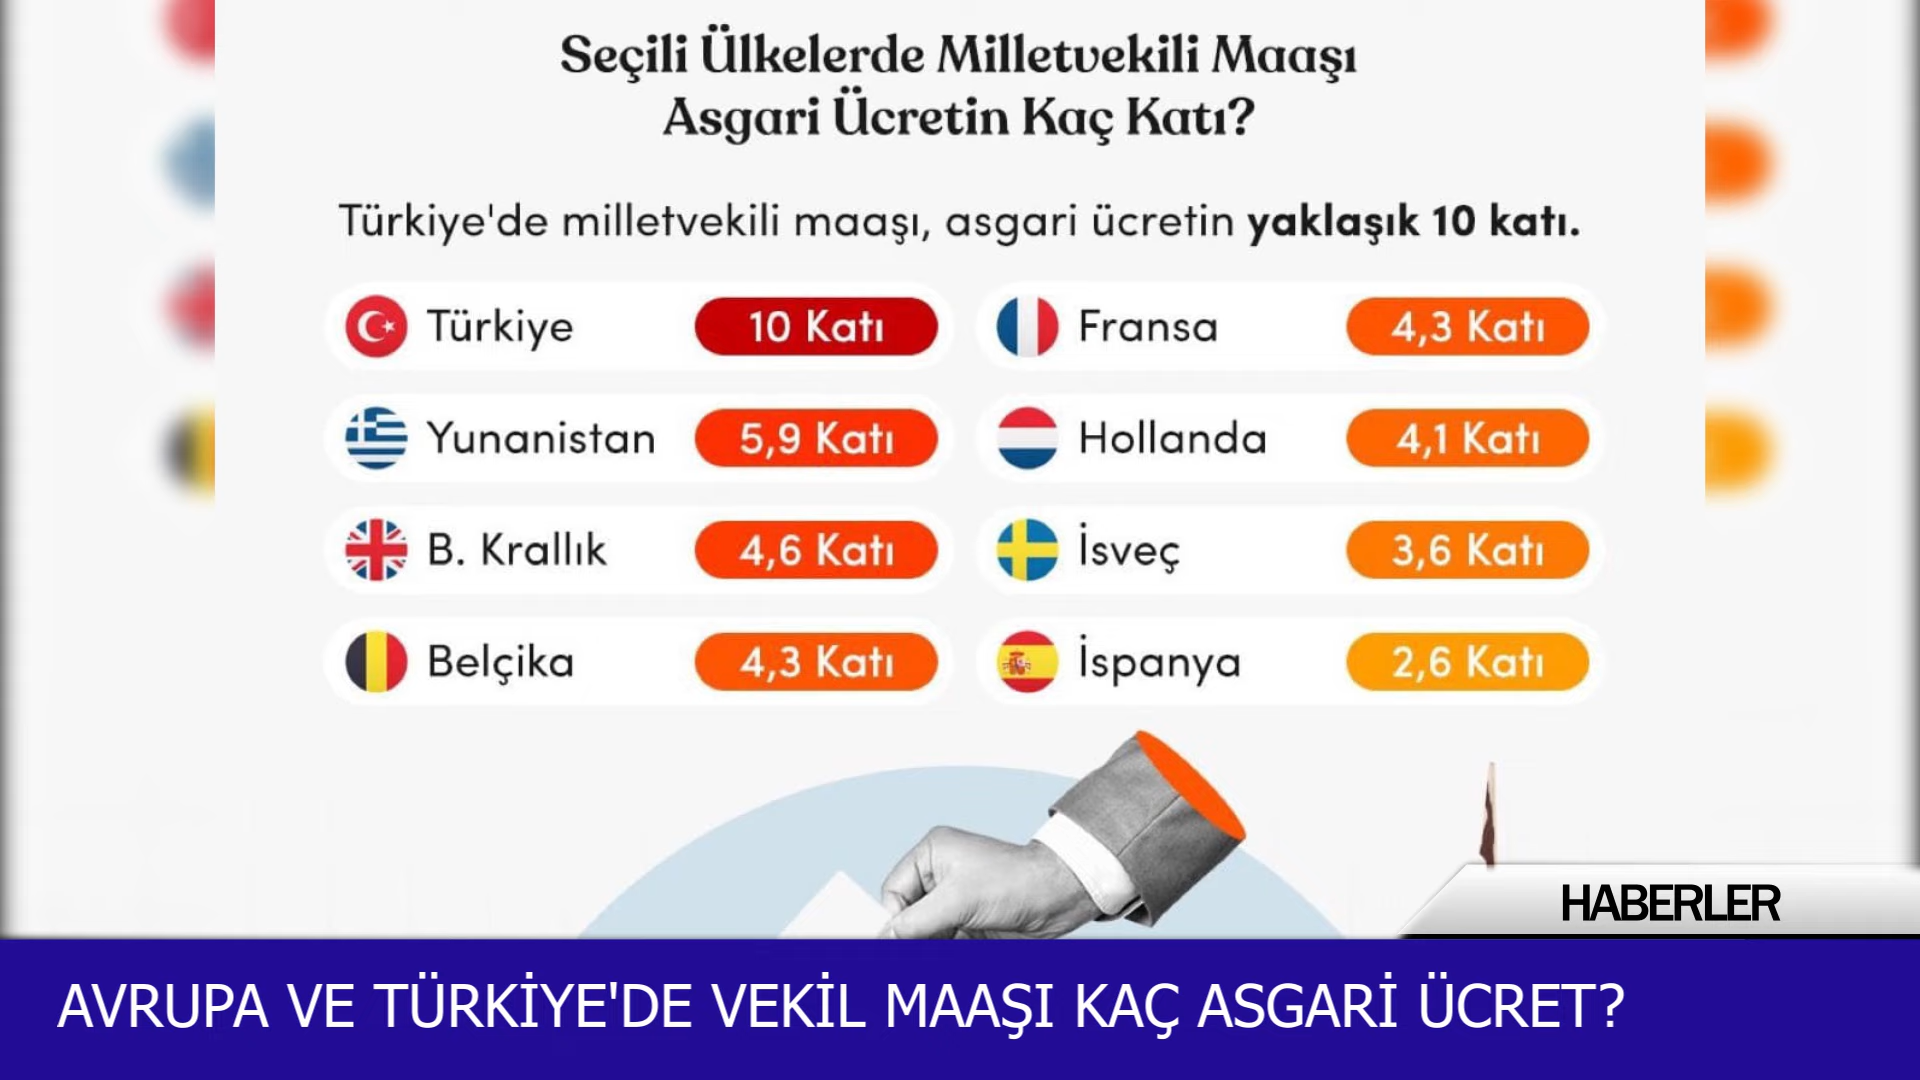 Seçili Ülkelerde Milletvekili Maaşı
Asgari Ücretin Kaç Katı?
Türkiye'de milletvekili maaşı, asgari ücretin yaklaşık 10 katı.
Türkiye 10 Katı Fransa 4,3 Katı
Yunanistan 5,9 Katı Hollanda 4,1 Katı
B. Krallık 4,6 Katı İsveç 3,6 Katı
Belçika 4,3 Katı İspanya 2,6 Katı
HABERLER
AVRUPA VE TÜRKİYE'DE VEKİL MAAŞI KAÇ ASGARİ ÜCRET?